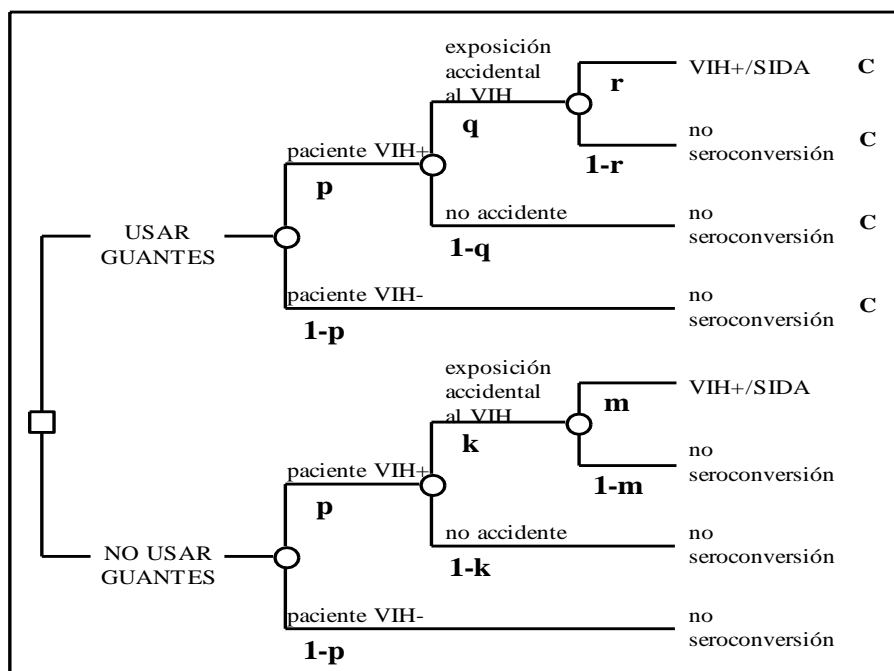 exposición
accidental
al VIH
q
r
VIH+/SIDA
C
1-r
no
seroconversión
C
paciente VIH+
p
no accidente
1-q
no
seroconversión
C
USAR
GUANTES
paciente VIH-
1-p
no
seroconversión
C
exposición
accidental
al VIH
k
m
VIH+/SIDA
1-m
no
seroconversión
paciente VIH+
p
no accidente
1-k
no
seroconversión
NO USAR
GUANTES
paciente VIH-
1-p
no
seroconversión